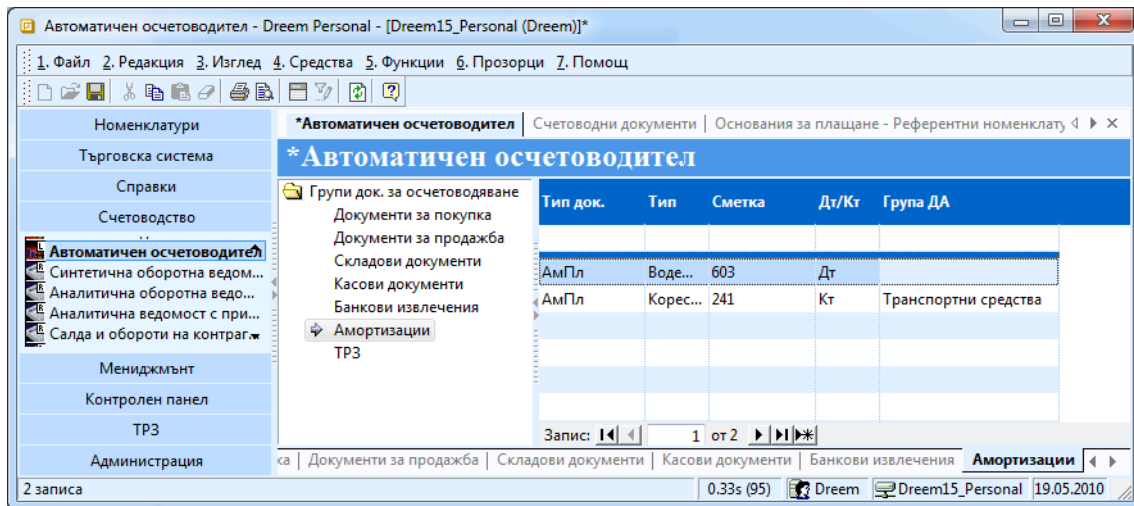 Автоматичен осчетоводител - Dreem Personal - [Dreem15_Personal (Dreem)]*
1. Файл 2. Редакция 3. Изглед 4. Средства 5. Функции 6. Прозорци 7. Помощ
Номенклатури
Търговска система
Справки
Счетоводство
Автоматичен осчетоводител
Синтетична оборотна ведом...
Аналитична оборотна ведо...
Аналитична ведомост с при...
Салда и обороти на контраг...
Мениджмънт
Контролен панел
ТРЗ
Администрация
*Автоматичен осчетоводител | Счетоводни документи | Основания за плащане - Референтни номенклату
*Автоматичен осчетоводител
Групи док. за осчетоводяване
Документи за покупка
Документи за продажба
Складови документи
Касови документи
Банкови извлечения
Амортизации
ТРЗ
Тип док. Тип Сметка Дт/Кт Група ДА
АмПл Воде... 603 Дт
АмПл Корес... 241 Кт Транспортни средства
Запис: 1 от 2
ка | Документи за продажба | Складови документи | Касови документи | Банкови извлечения Амортизации
2 записа 0.33s (95) Dreem Dreem15_Personal 19.05.2010